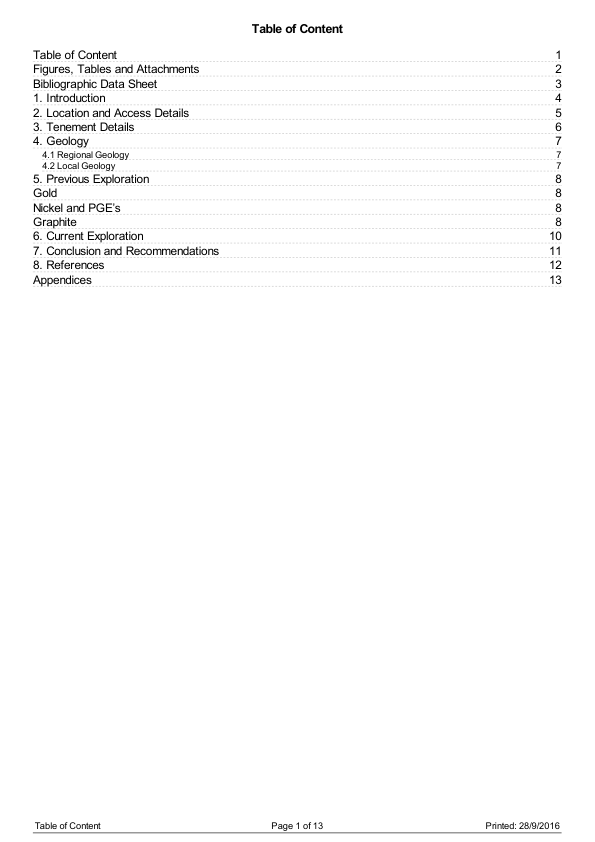 Table of Content
Table of Content 1
Figures, Tables and Attachments 2
Bibliographic Data Sheet 3
1. Introduction 4
2. Location and Access Details 5
3. Tenement Details 6
4. Geology 7
4.1 Regional Geology 7
4.2 Local Geology 7
5. Previous Exploration 8
Gold 8
Nickel and PGE's 8
Graphite 8
6. Current Exploration 10
7. Conclusion and Recommendations 11
8. References 12
Appendices 13
Table of Content Page 1 of 13 Printed: 28/9/2016